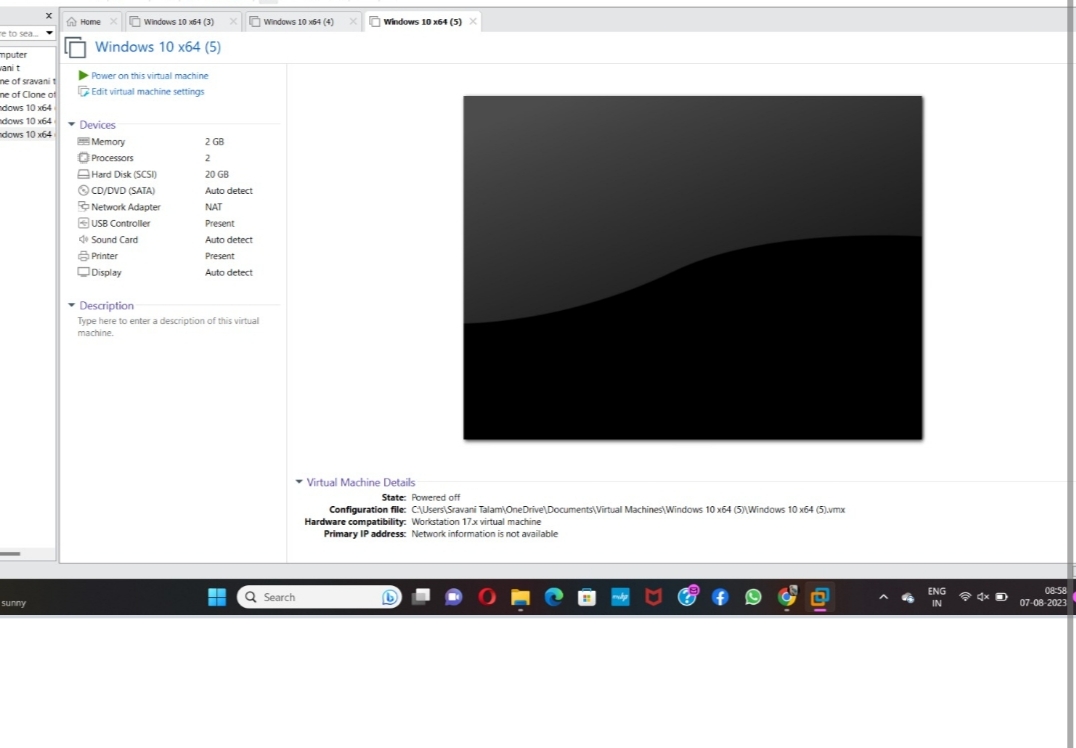 Home
Windows 10 x64 (3)
Windows 10 x64 (4)
Windows 10 x64 (5)
re to sea...
mputer
vani t
ne of sravani t
ne of Clone of
ndows 10 x64
ndows 10 x64
ndows 10 x64
Windows 10 x64 (5)
Power on this virtual machine
Edit virtual machine settings
Devices
Memory 2 GB
Processors 2
Hard Disk (SCSI) 20 GB
CD/DVD (SATA) Auto detect
Network Adapter NAT
USB Controller Present
Sound Card Auto detect
Printer Present
Display Auto detect
Description
Type here to enter a description of this virtual
machine.
Virtual Machine Details
State: Powered off
Configuration file: C:\Users\Sravani Talam\OneDrive\Documents\Virtual Machines\Windows 10 x64 (5)\Windows 10 x64 (5).vmx
Hardware compatibility: Workstation 17.x virtual machine
Primary IP address: Network information is not available
sunny
Search
ENG
IN
08:58
07-08-2023